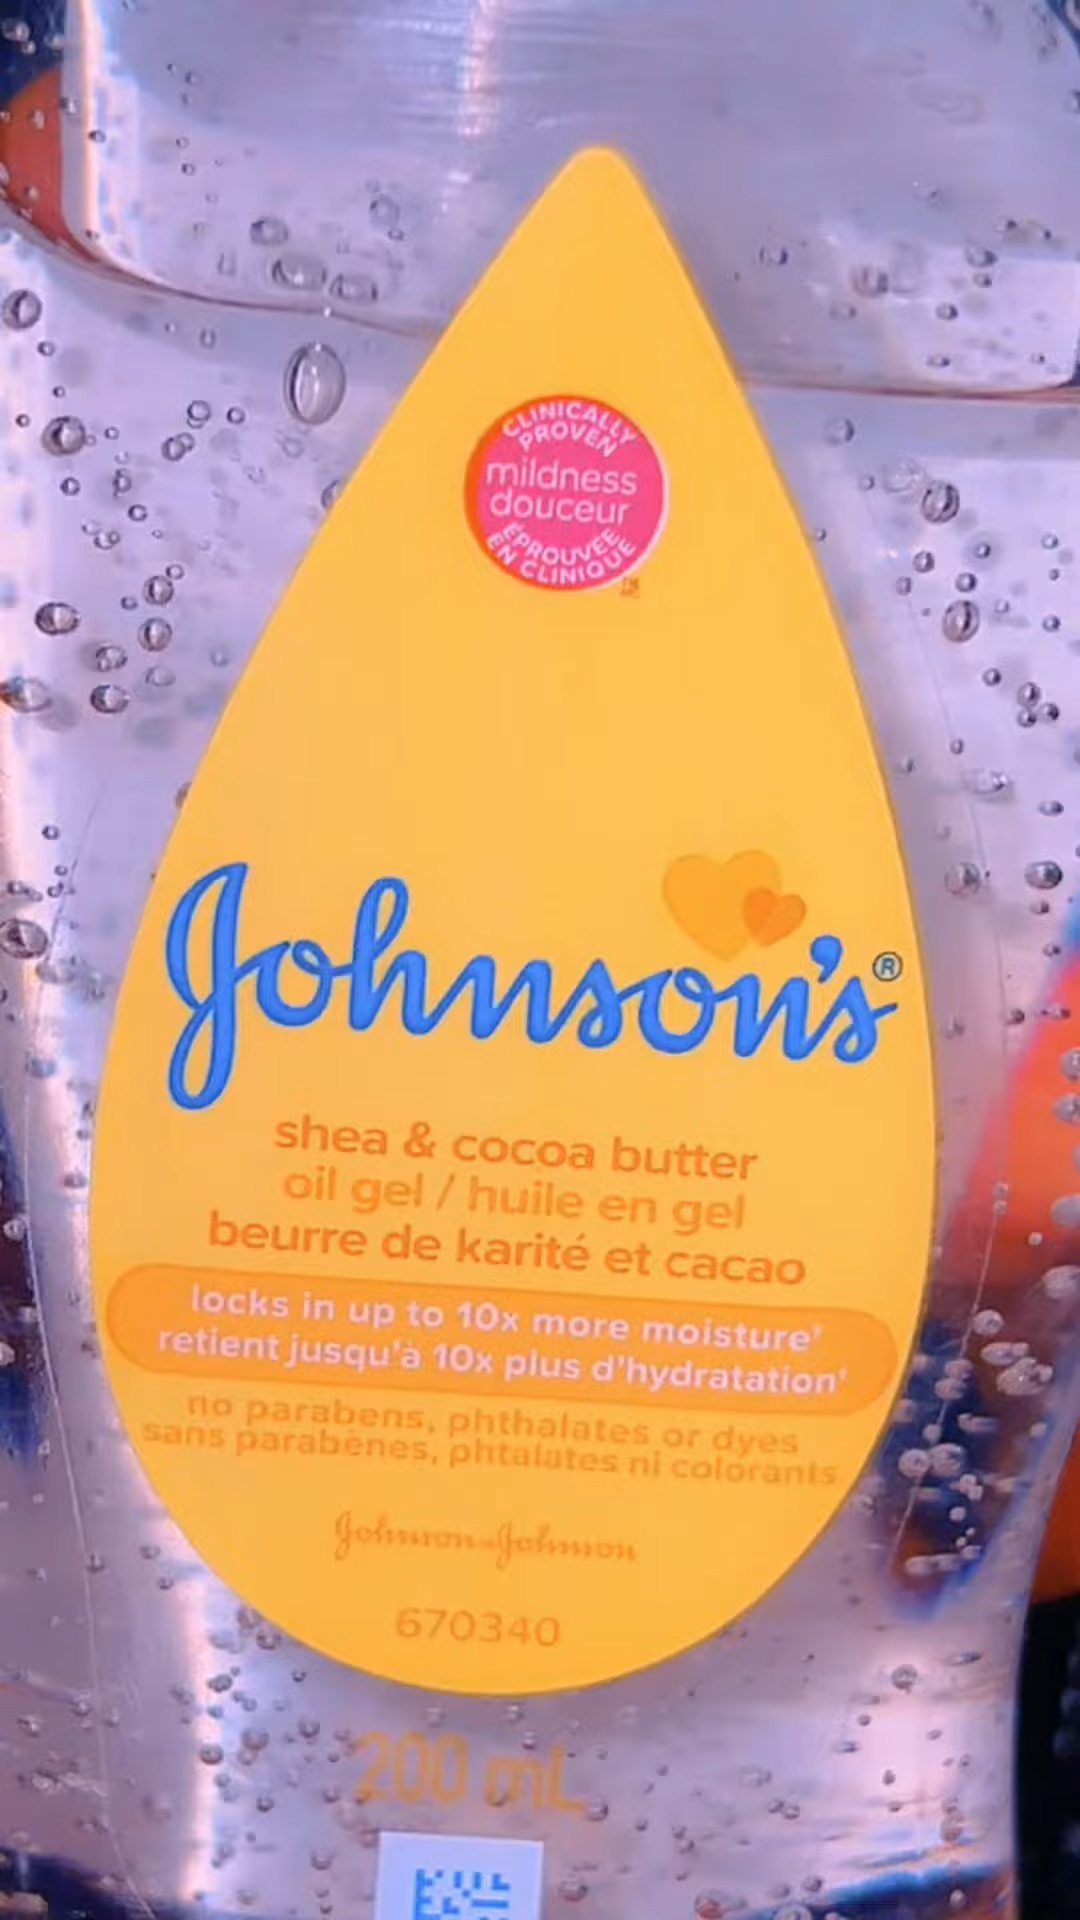 CLINICALLY
PROVEN
mildness
douceur
ÉPROUVÉE
EN CLINIQUE
Johnson's®
shea & cocoa butter
oil gel / huile en gel
beurre de karité et cacao
locks in up to 10x more moisture†
retient jusqu'à 10x plus d'hydratation†
no parabens, phthalates or dyes
sans parabènes, phtalates ni colorants
Johnson & Johnson
670340
200 mL